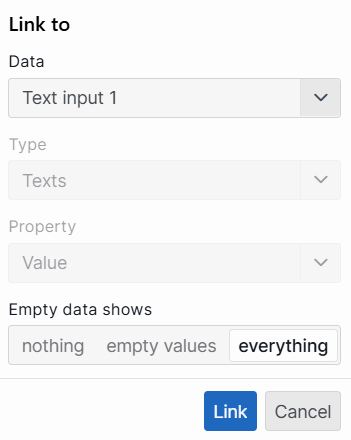 Link to
Data
Text input 1
Type
Texts
Property
Value
Empty data shows
nothing empty values everything
Link Cancel